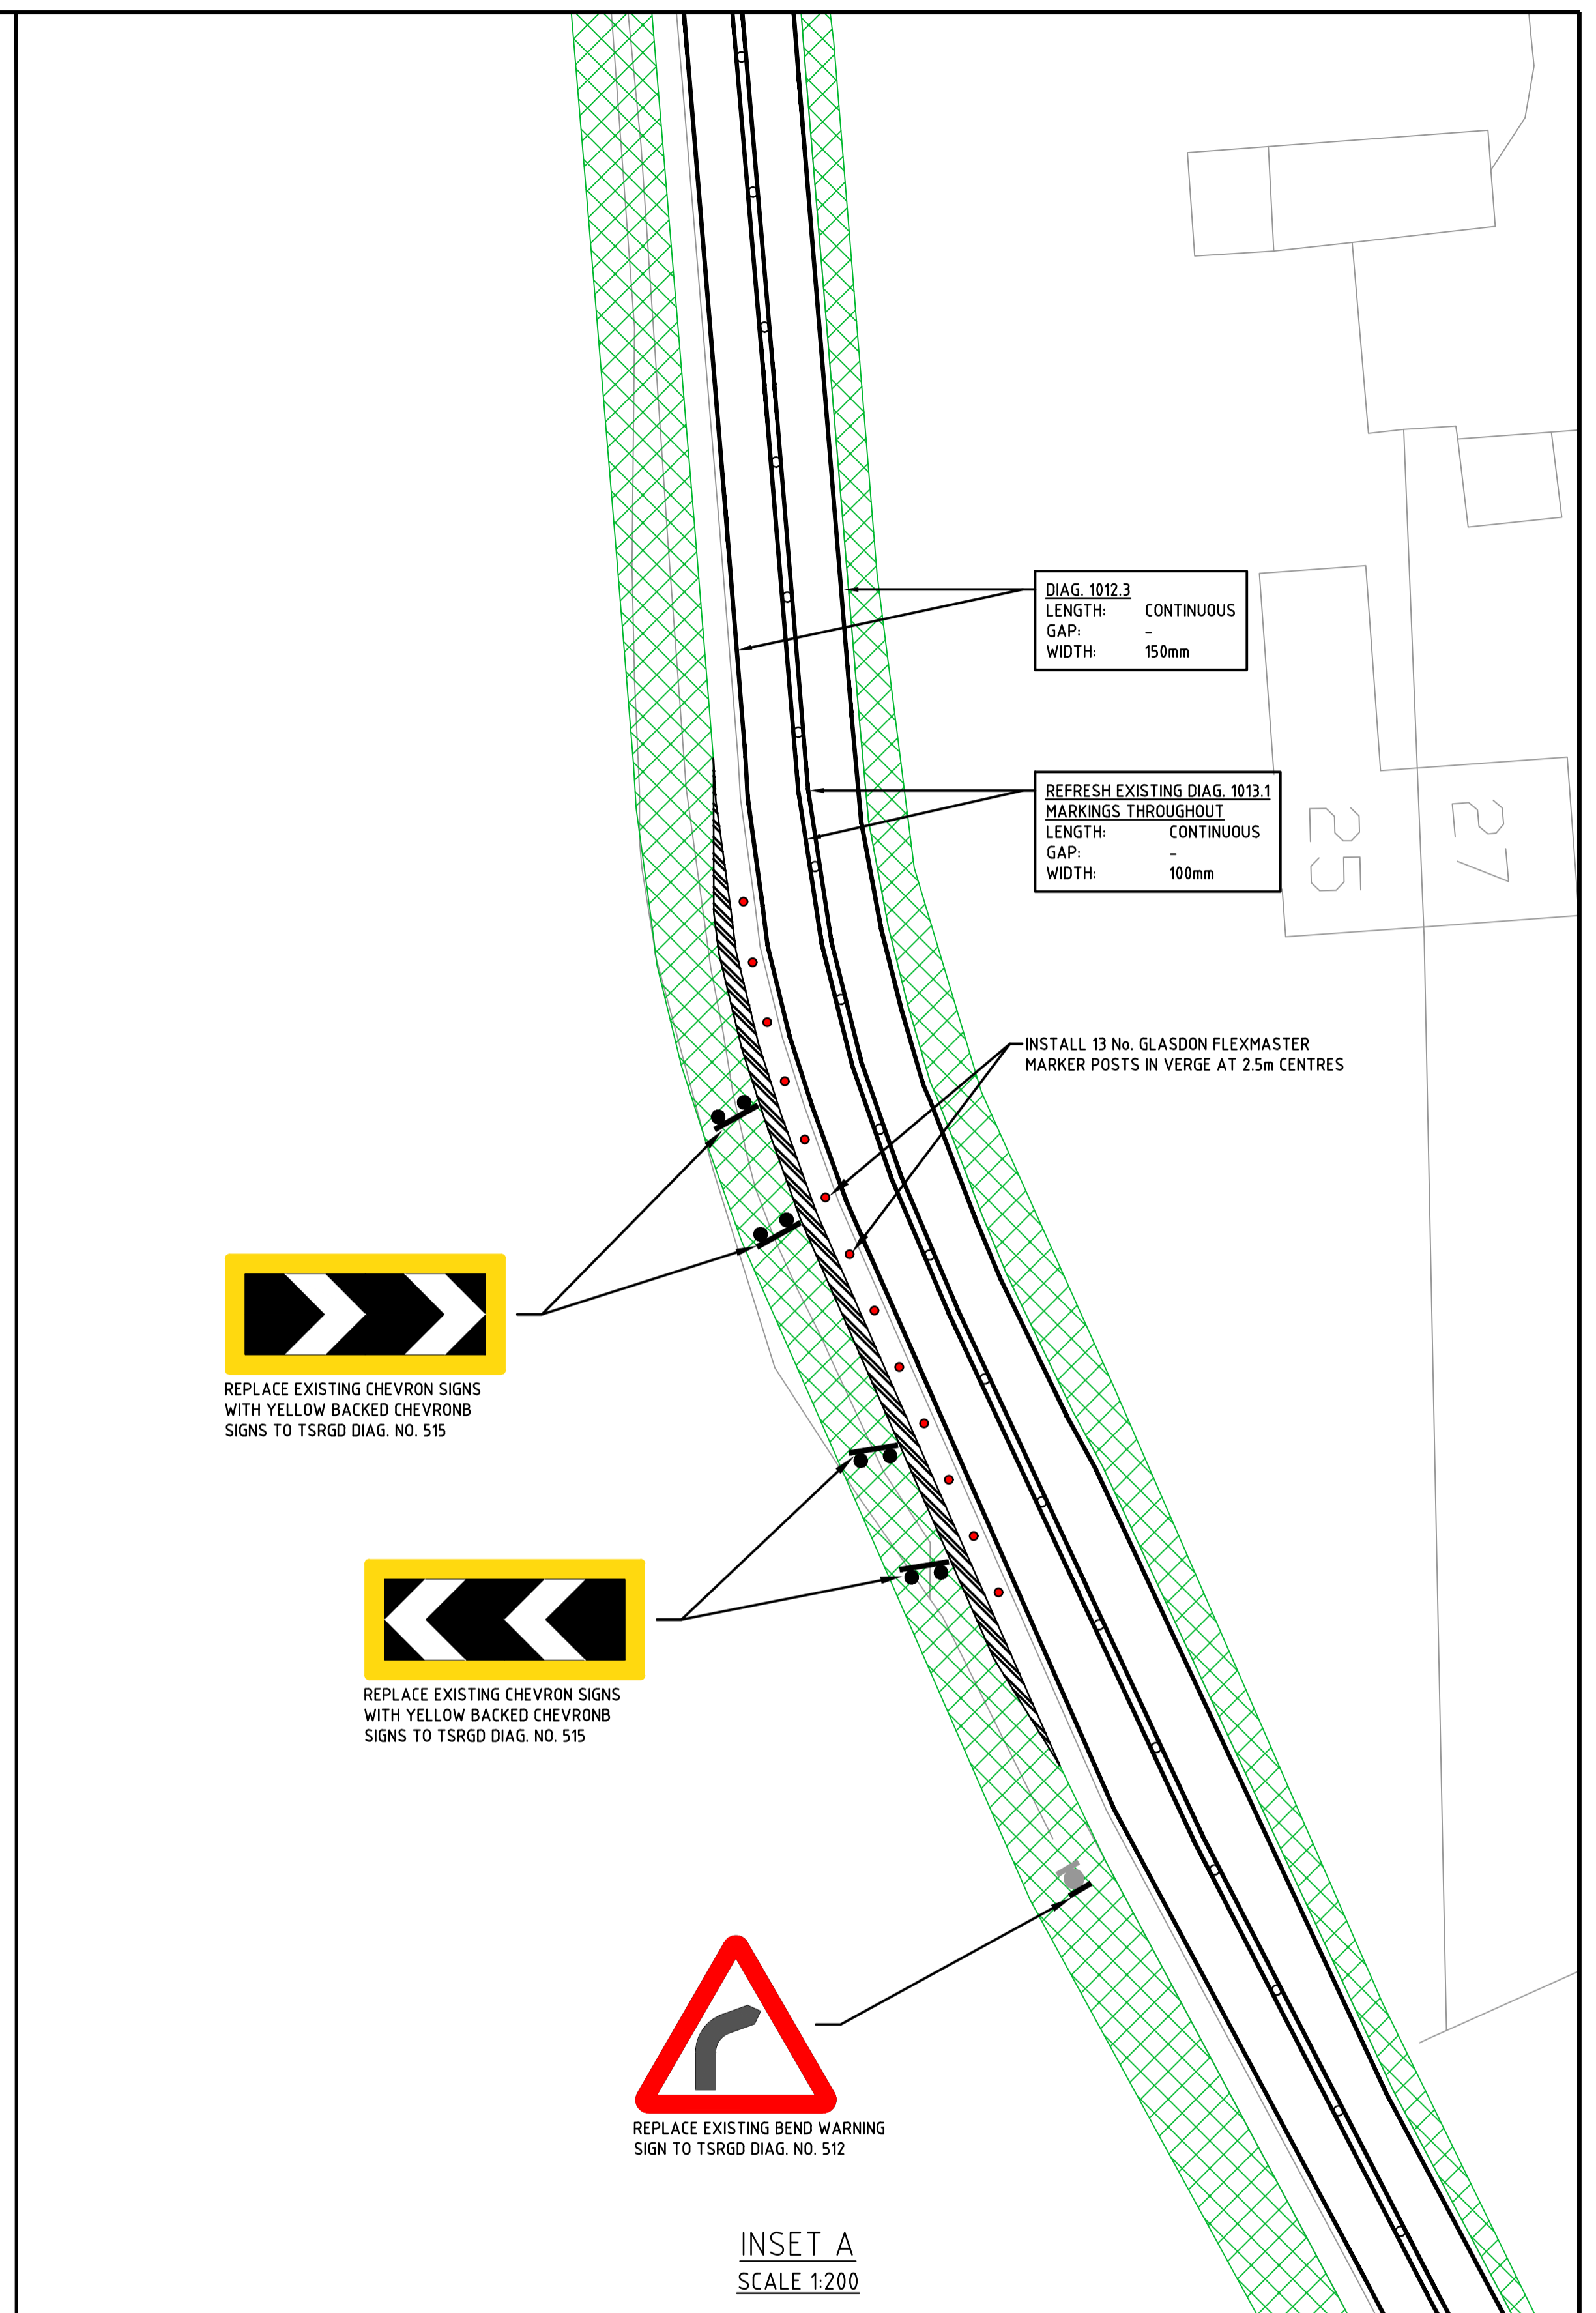 DIAG. 1012.3
LENGTH: CONTINUOUS
GAP: -
WIDTH: 150mm
REFRESH EXISTING DIAG. 1013.1
MARKINGS THROUGHOUT
LENGTH: CONTINUOUS
GAP: -
WIDTH: 100mm
25
27
INSTALL 13 No. GLASDON FLEXMASTER
MARKER POSTS IN VERGE AT 2.5m CENTRES
REPLACE EXISTING CHEVRON SIGNS
WITH YELLOW BACKED CHEVRONB
SIGNS TO TSRGD DIAG. NO. 515
REPLACE EXISTING CHEVRON SIGNS
WITH YELLOW BACKED CHEVRONB
SIGNS TO TSRGD DIAG. NO. 515
REPLACE EXISTING BEND WARNING
SIGN TO TSRGD DIAG. NO. 512
INSET A
SCALE 1:200